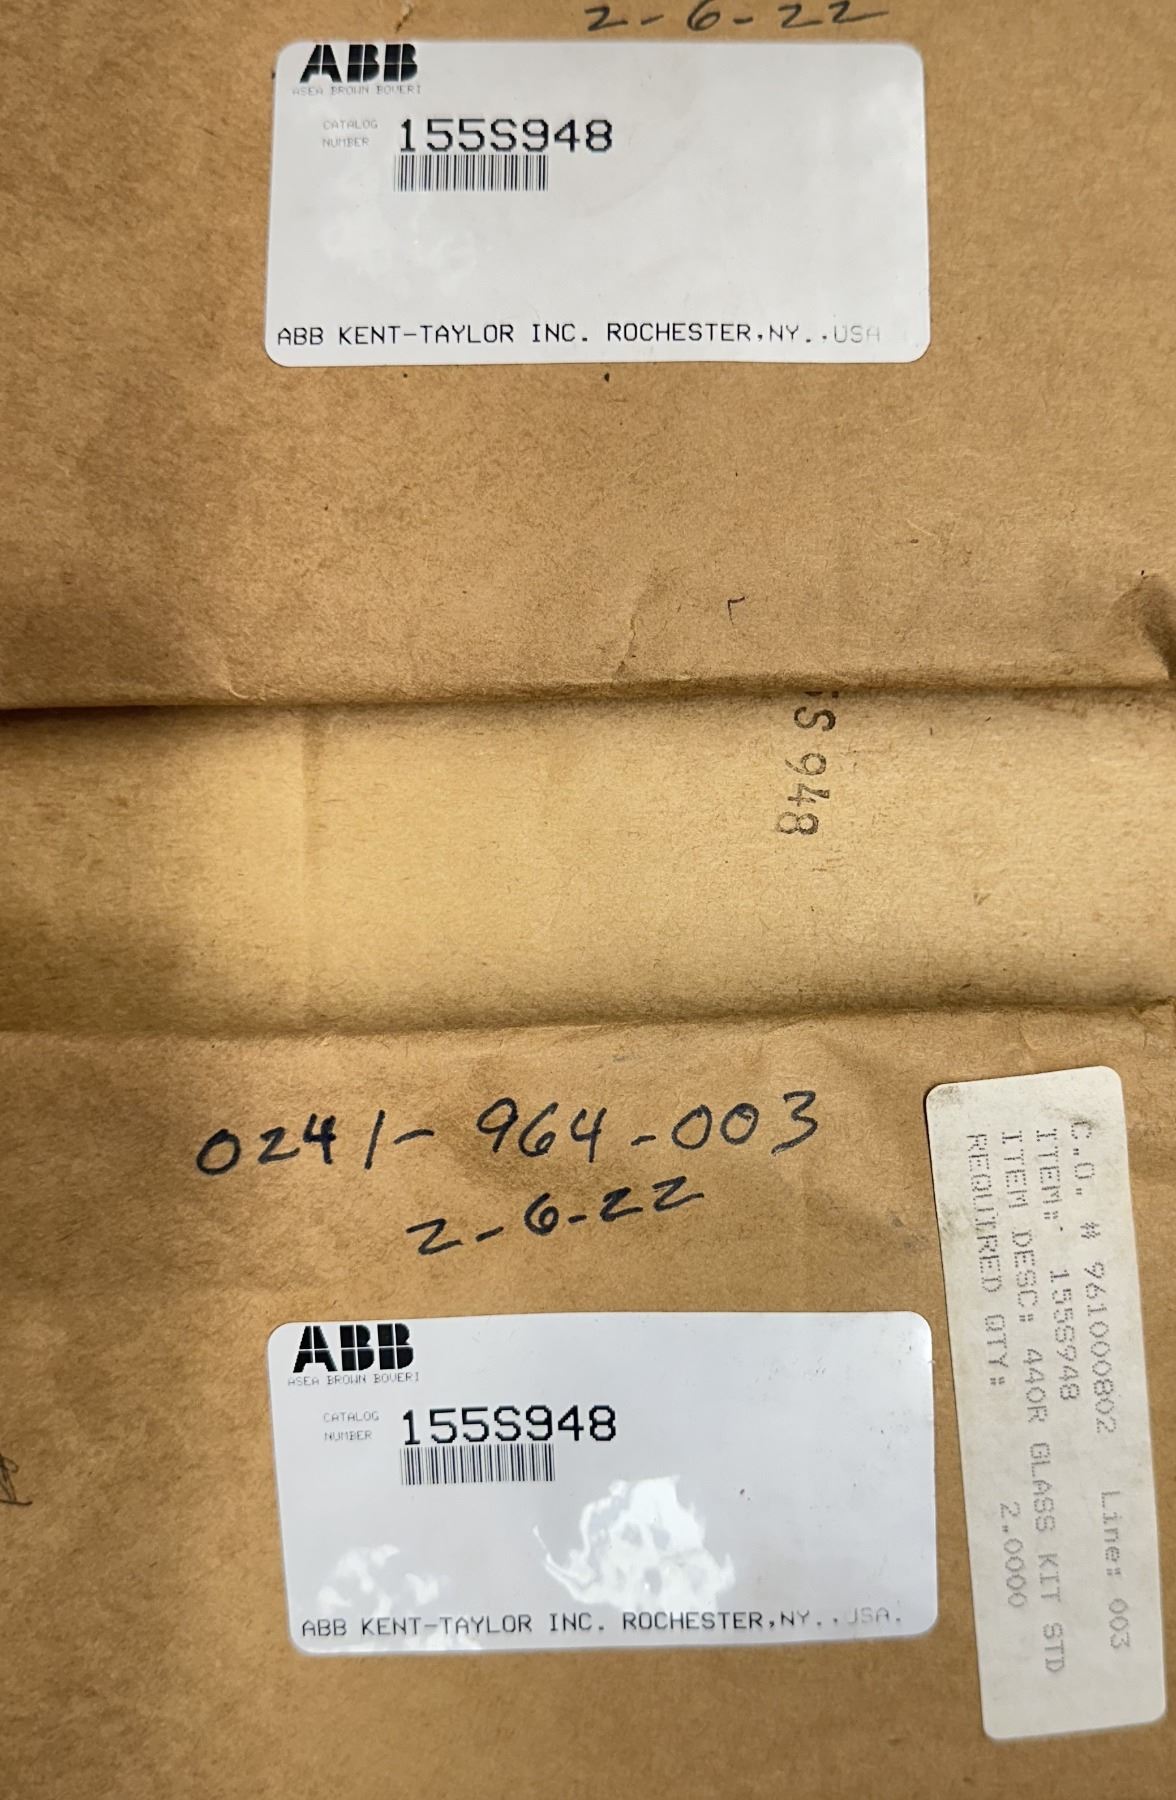 2-6-22
ABB
ASEA BROWN BOVERI
CATALOG
NUMBER 155S948
ABB KENT-TAYLOR INC. ROCHESTER,NY.,USA
S 948
0241-964-003
2-6-22
ABB
ASEA BROWN BOVERI
CATALOG
NUMBER 155S948
ABB KENT-TAYLOR INC. ROCHESTER,NY.,USA.
C.O. # 961000802 Line: 003
ITEM: 155S948
ITEM DESC: 440R GLASS KIT STD
REQUIRED QTY: 2.0000